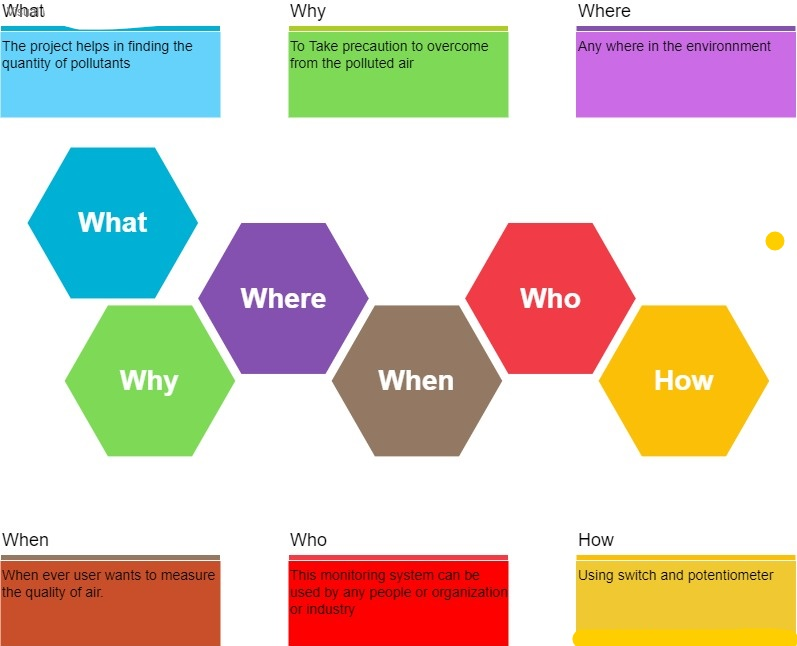 What
Why
Where
The project helps in finding the
quantity of pollutants
To Take precaution to overcome
from the polluted air
Any where in the environnment
What
Where
Who
Why
When
How
When
Who
How
When ever user wants to measure
the quality of air.
This monitoring system can be
used by any people or organization
or industry
Using switch and potentiometer